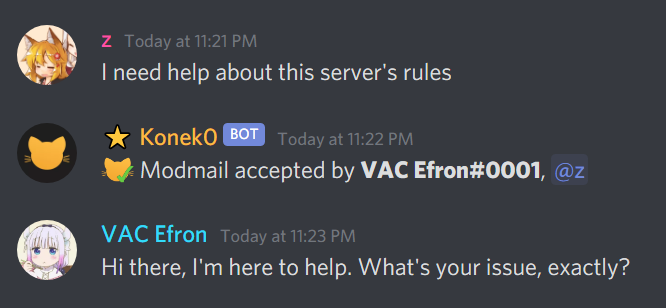 z Today at 11:21 PM
I need help about this server's rules
Konek0 BOT Today at 11:22 PM
Modmail accepted by VAC Efron#0001, @z
VAC Efron Today at 11:23 PM
Hi there, I'm here to help. What's your issue, exactly?